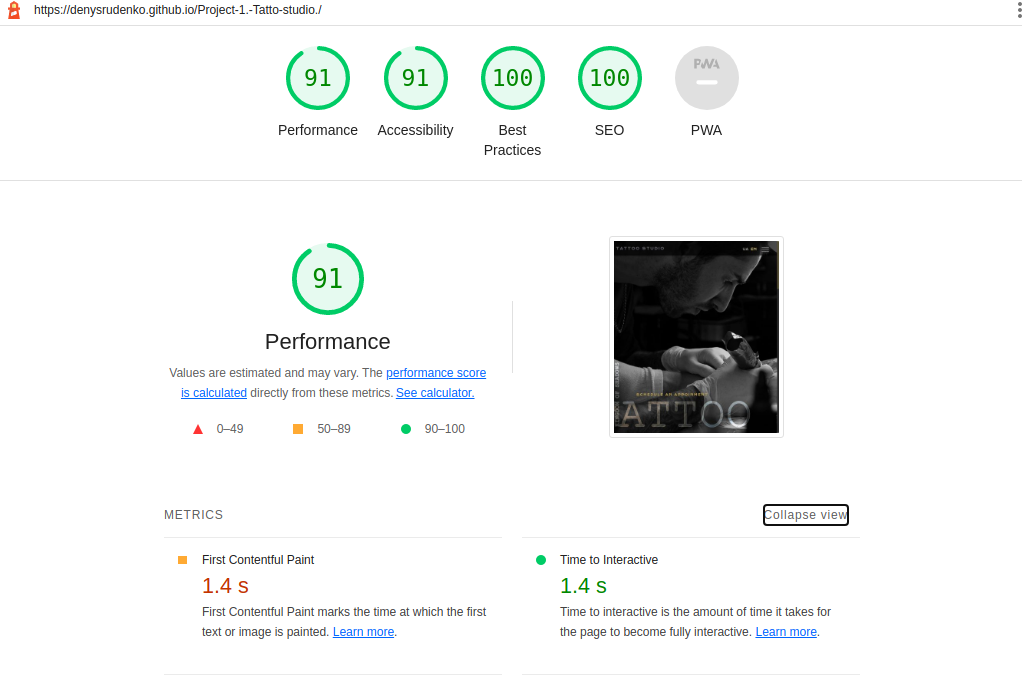 https://denysrudenko.github.io/Project-1.-Tatto-studio./
91
91
100
100
PWA
Performance
Accessibility
Best
Practices
SEO
PWA
91
Performance
Values are estimated and may vary. The performance score
is calculated directly from these metrics. See calculator.
0–49
50–89
90–100
TATTOO STUDIO
UA EN
SCHEDULE AN APPOINMENT
ATTOO
METRICS
Collapse view
First Contentful Paint
1.4 s
First Contentful Paint marks the time at which the first
text or image is painted. Learn more.
Time to Interactive
1.4 s
Time to interactive is the amount of time it takes for
the page to become fully interactive. Learn more.